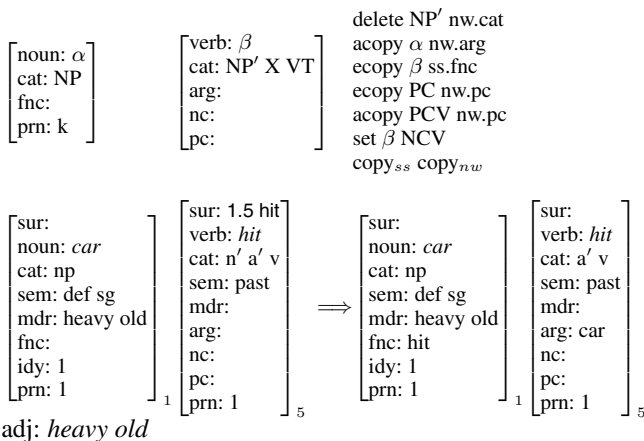 noun: α
cat: NP
fnc:
prn: k
verb: β
cat: NP′ X VT
arg:
nc:
pc:
delete NP′ nw.cat
acopy α nw.arg
ecopy β ss.fnc
ecopy PC nw.pc
acopy PCV nw.pc
set β NCV
copy_ss copy_nw
sur:
noun: car
cat: np
sem: def sg
mdr: heavy old
fnc:
idy: 1
prn: 1
1
sur: 1.5 hit
verb: hit
cat: n′ a′ v
sem: past
mdr:
arg:
nc:
pc:
prn: 1
5
⟹
sur:
noun: car
cat: np
sem: def sg
mdr: heavy old
fnc: hit
idy: 1
prn: 1
1
sur:
verb: hit
cat: a′ v
sem: past
mdr:
arg: car
nc:
pc:
prn: 1
5
adj: heavy old